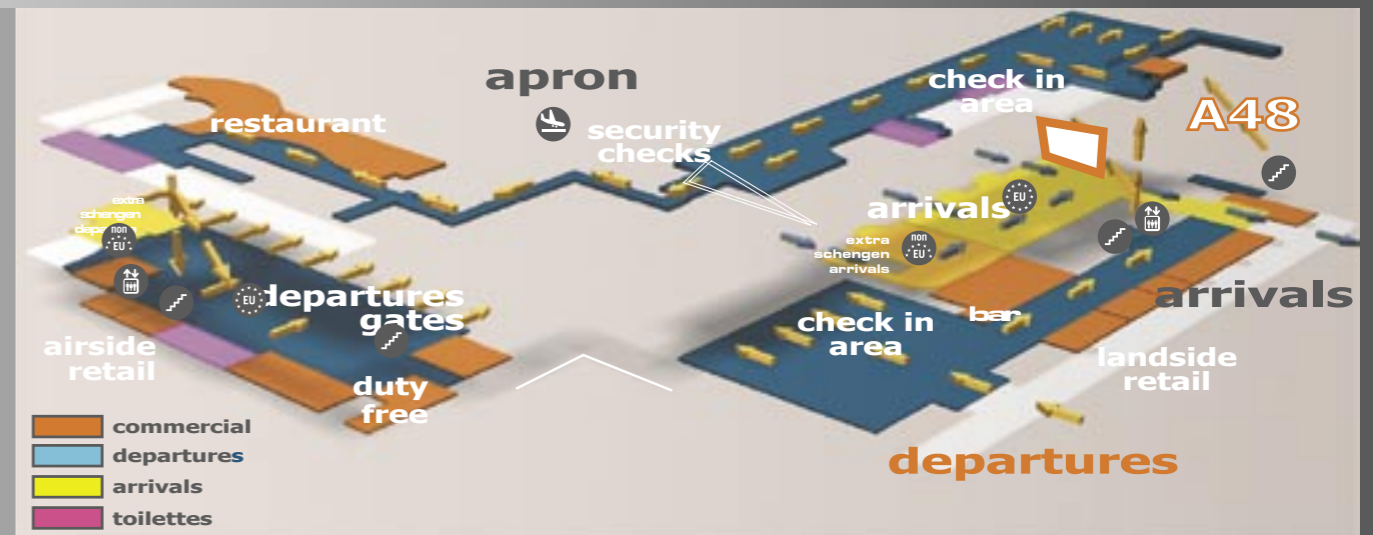 apron
restaurant
security
checks
check in
area
A48
extra
schengen
non
EU
EU
departures
gates
arrivals
EU
extra
schengen
arrivals
non
EU
arrivals
check in
area
bar
landside
retail
airside
retail
duty
free
departures
commercial
departures
arrivals
toilettes